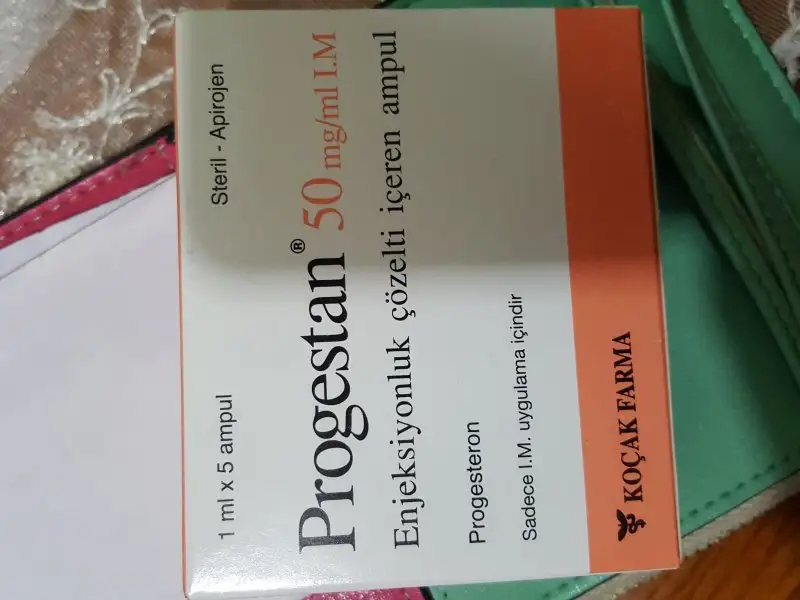 1 ml x 5 ampul Steril - Apirojen
Progestan® 50 mg/ml I.M
Enjeksiyonluk çözelti içeren ampul
Progesteron
Sadece I.M. uygulama içindir
KOÇAK FARMA